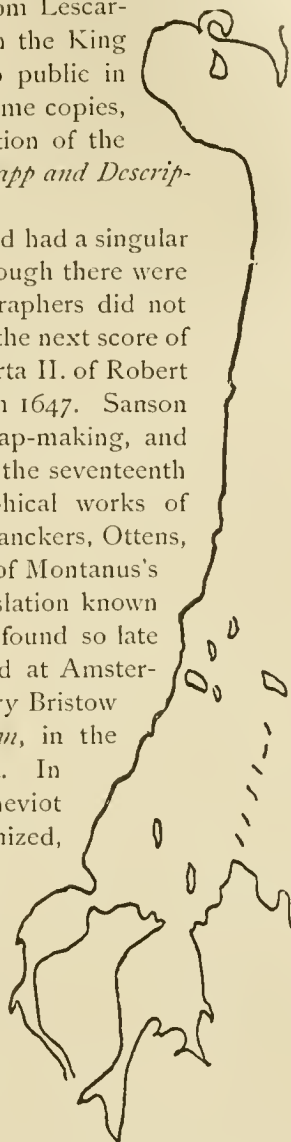 om Lescar-
n the King
o public in
me copies,
tion of the
app and Descrip-
d had a singular
ough there were
raphers did not
the next score of
rta II. of Robert
n 1647. Sanson
ap-making, and
the seventeenth
hical works of
anckers, Ottens,
of Montanus's
slation known
found so late
d at Amster-
ry Bristow
m, in the
. In
heviot
nized,